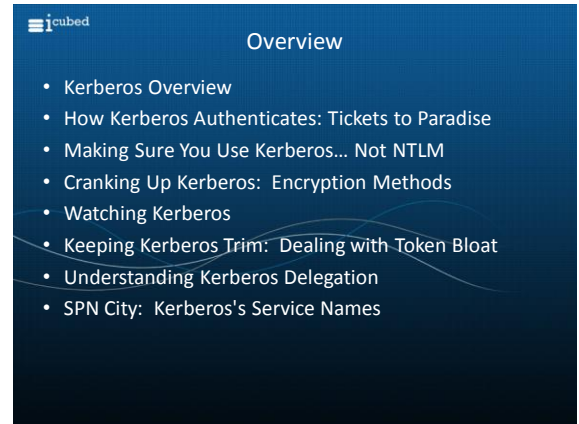 icubed
Overview
• Kerberos Overview
• How Kerberos Authenticates: Tickets to Paradise
• Making Sure You Use Kerberos… Not NTLM
• Cranking Up Kerberos:  Encryption Methods
• Watching Kerberos
• Keeping Kerberos Trim:  Dealing with Token Bloat
• Understanding Kerberos Delegation
• SPN City:  Kerberos's Service Names